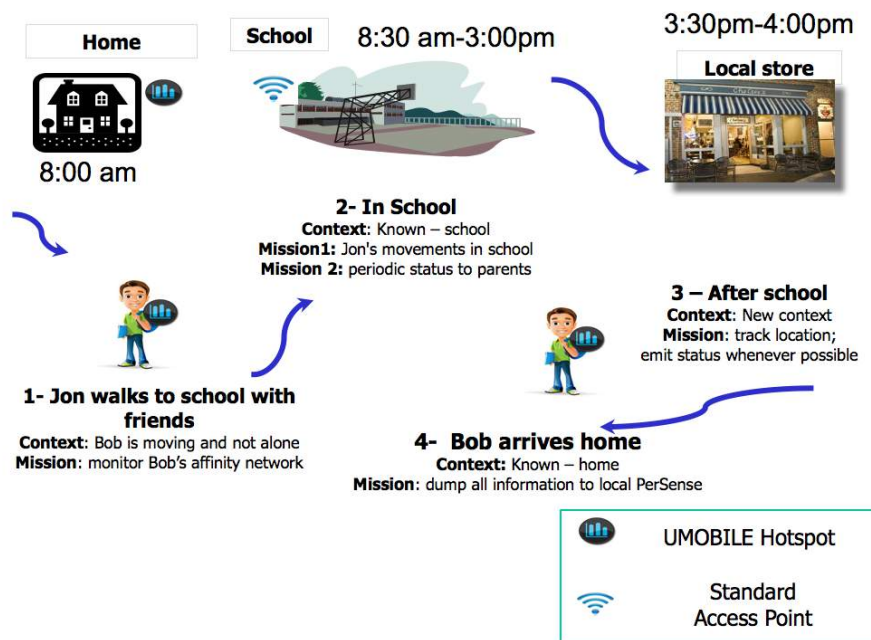 Home
School
8:30 am-3:00pm
3:30pm-4:00pm
Local store
8:00 am
2- In School
Context: Known – school
Mission1: Jon's movements in school
Mission 2: periodic status to parents
3 – After school
Context: New context
Mission: track location;
emit status whenever possible
1- Jon walks to school with
friends
Context: Bob is moving and not alone
Mission: monitor Bob's affinity network
4- Bob arrives home
Context: Known – home
Mission: dump all information to local PerSense
UMOBILE Hotspot
Standard
Access Point